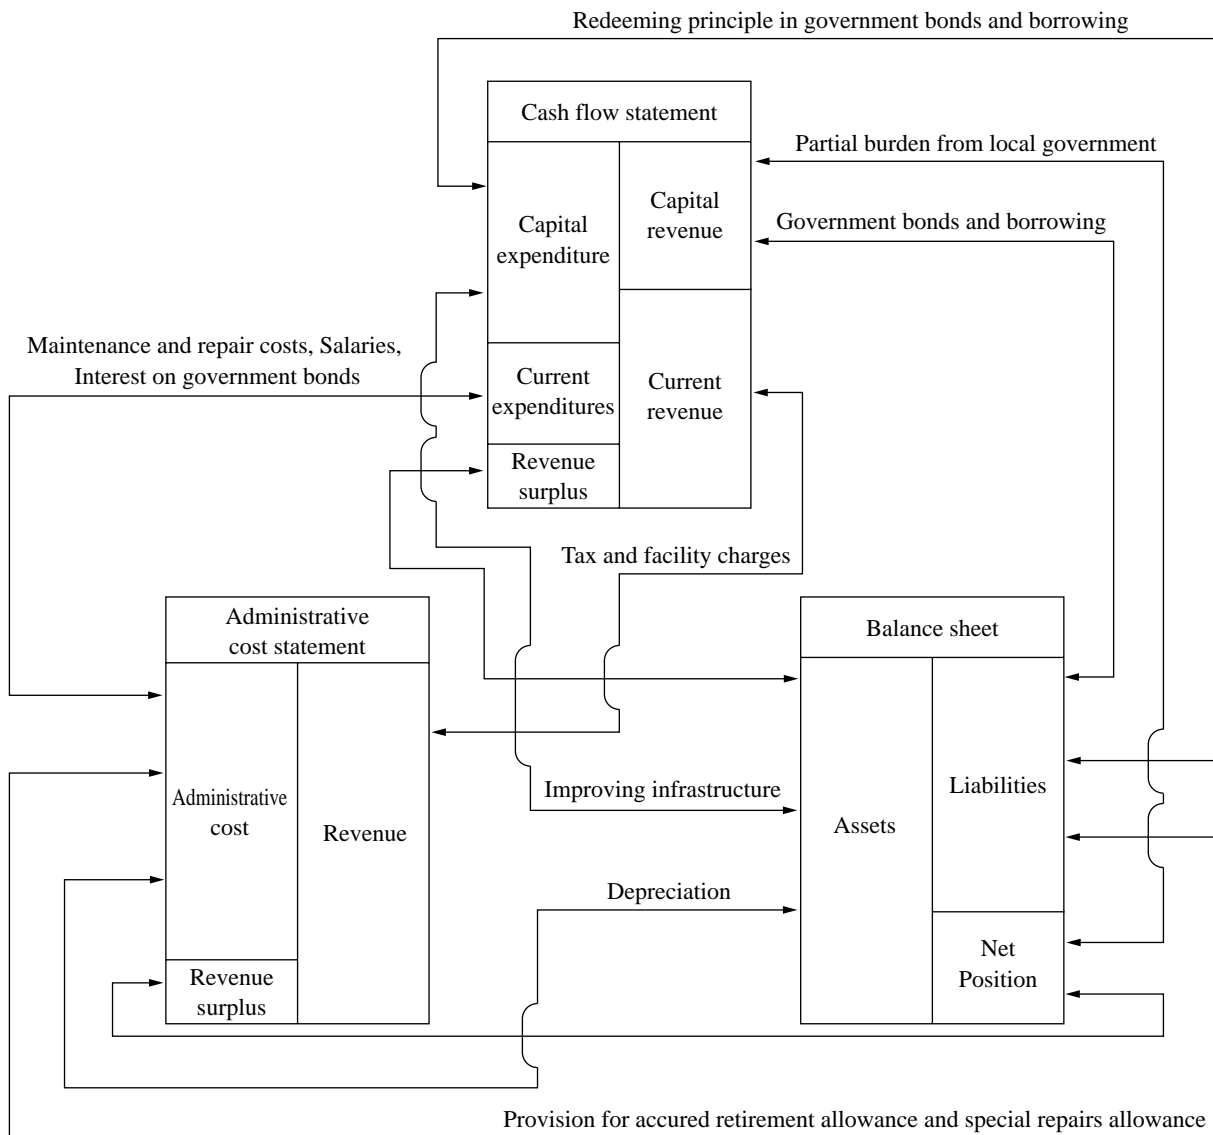 Redeeming principle in government bonds and borrowing
Cash flow statement
Partial burden from local government
Capital
expenditure
Capital
revenue
Government bonds and borrowing
Maintenance and repair costs, Salaries,
Interest on government bonds
Current
expenditures
Current
revenue
Revenue
surplus
Tax and facility charges
Administrative
cost statement
Balance sheet
Administrative
cost
Revenue
Improving infrastructure
Assets
Liabilities
Depreciation
Revenue
surplus
Net
Position
Provision for accured retirement allowance and special repairs allowance